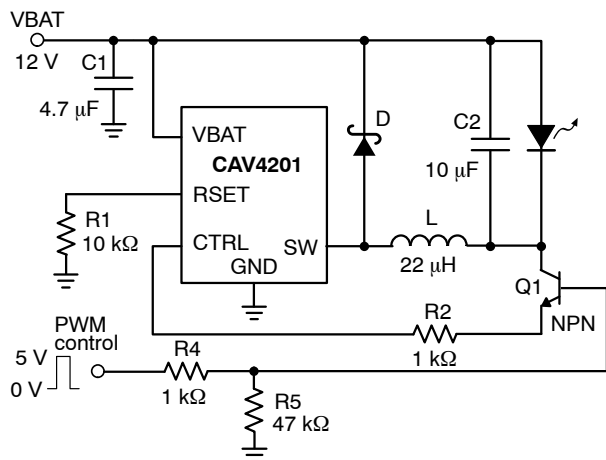 VBAT
12 V
C1
4.7 μF
D
C2
10 μF
VBAT
CAV4201
RSET
R1
10 kΩ
CTRL
SW
GND
L
22 μH
Q1
NPN
R2
1 kΩ
PWM
control
5 V
0 V
R4
1 kΩ
R5
47 kΩ